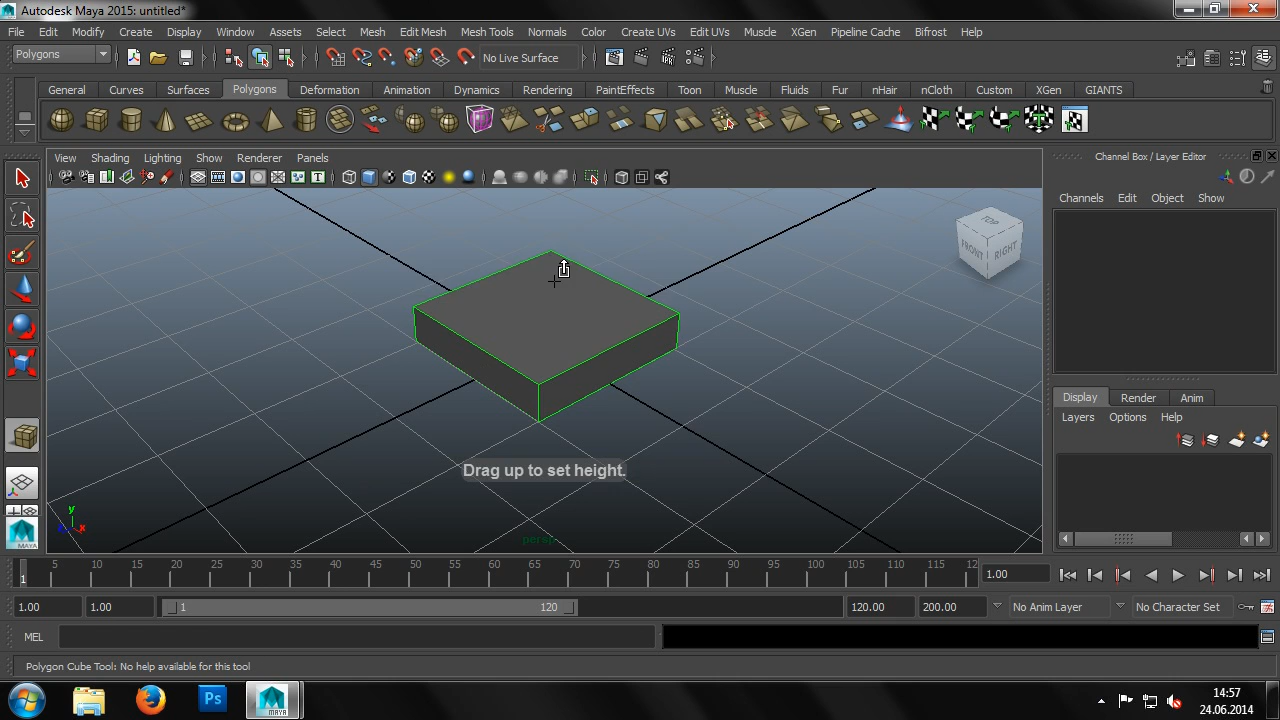 Autodesk Maya 2015: untitled*
File Edit Modify Create Display Window Assets Select Mesh Edit Mesh Mesh Tools Normals Color Create UVs Edit UVs Muscle XGen Pipeline Cache Bifrost Help
Polygons No Live Surface
General Curves Surfaces Polygons Deformation Animation Dynamics Rendering PaintEffects Toon Muscle Fluids Fur nHair nCloth Custom XGen GIANTS
View Shading Lighting Show Renderer Panels
Channel Box / Layer Editor
Channels Edit Object Show
TOP
FRONT RIGHT
Drag up to set height.
Display Render Anim
Layers Options Help
y
x
persp
5 10 15 20 25 30 35 40 45 50 55 60 65 70 75 80 85 90 95 100 105 110 115 12
1
1.00
1.00 1.00 1 120 120.00 200.00 No Anim Layer No Character Set
MEL
Polygon Cube Tool: No help available for this tool
MAYA
Ps
MAYA
14:57
24.06.2014